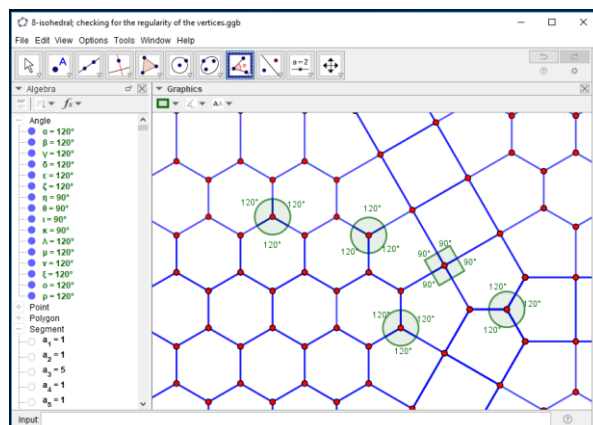 8-isohedral; checking for the regularity of the vertices.ggb
File Edit View Options Tools Window Help
a=2
Algebra
Graphics
fx
AA
Angle
α = 120°
β = 120°
γ = 120°
δ = 120°
ε = 120°
ζ = 120°
η = 90°
θ = 90°
ι = 90°
κ = 90°
λ = 120°
μ = 120°
ν = 120°
ξ = 120°
ο = 120°
ρ = 120°
Point
Polygon
Segment
a1 = 1
a2 = 1
a3 = 5
a4 = 1
a5 = 1
120° 120°
120°
120°
120° 120°
90°
90° 90°
90°
120° 120°
120°
120° 120°
120°
Input: